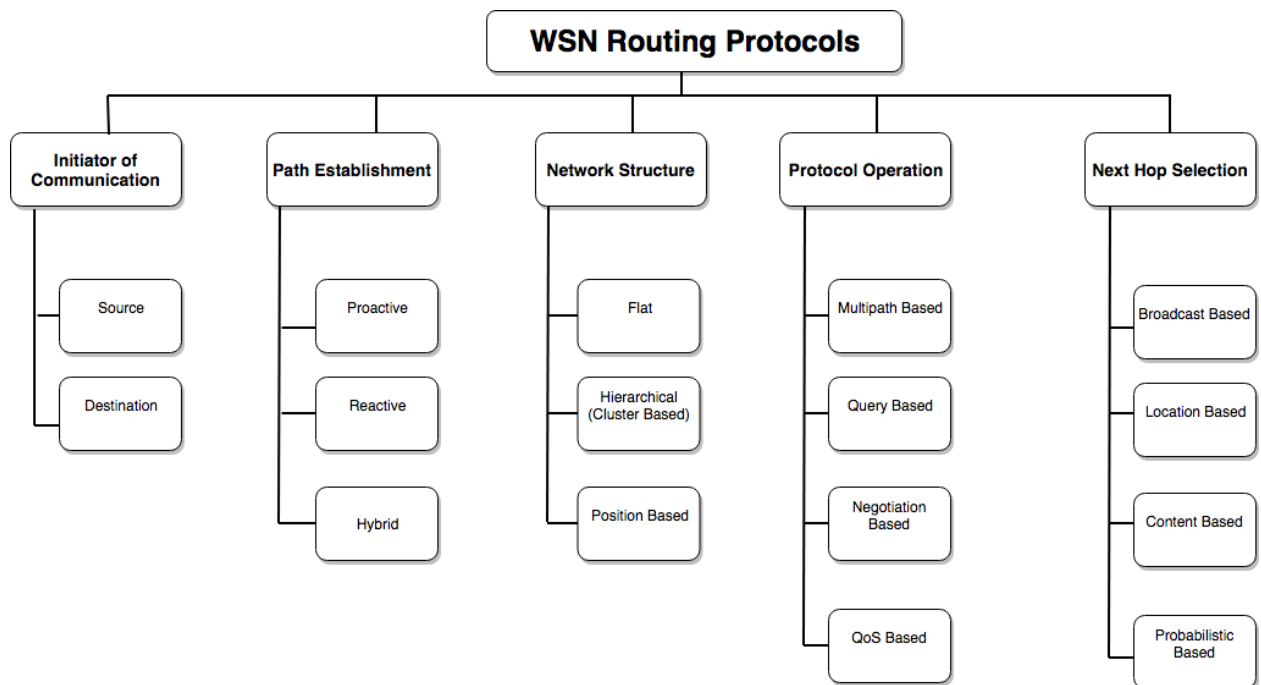 WSN Routing Protocols
Initiator of
Communication
Source
Destination
Path Establishment
Proactive
Reactive
Hybrid
Network Structure
Flat
Hierarchical
(Cluster Based)
Position Based
Protocol Operation
Multipath Based
Query Based
Negotiation
Based
QoS Based
Next Hop Selection
Broadcast Based
Location Based
Content Based
Probabilistic
Based